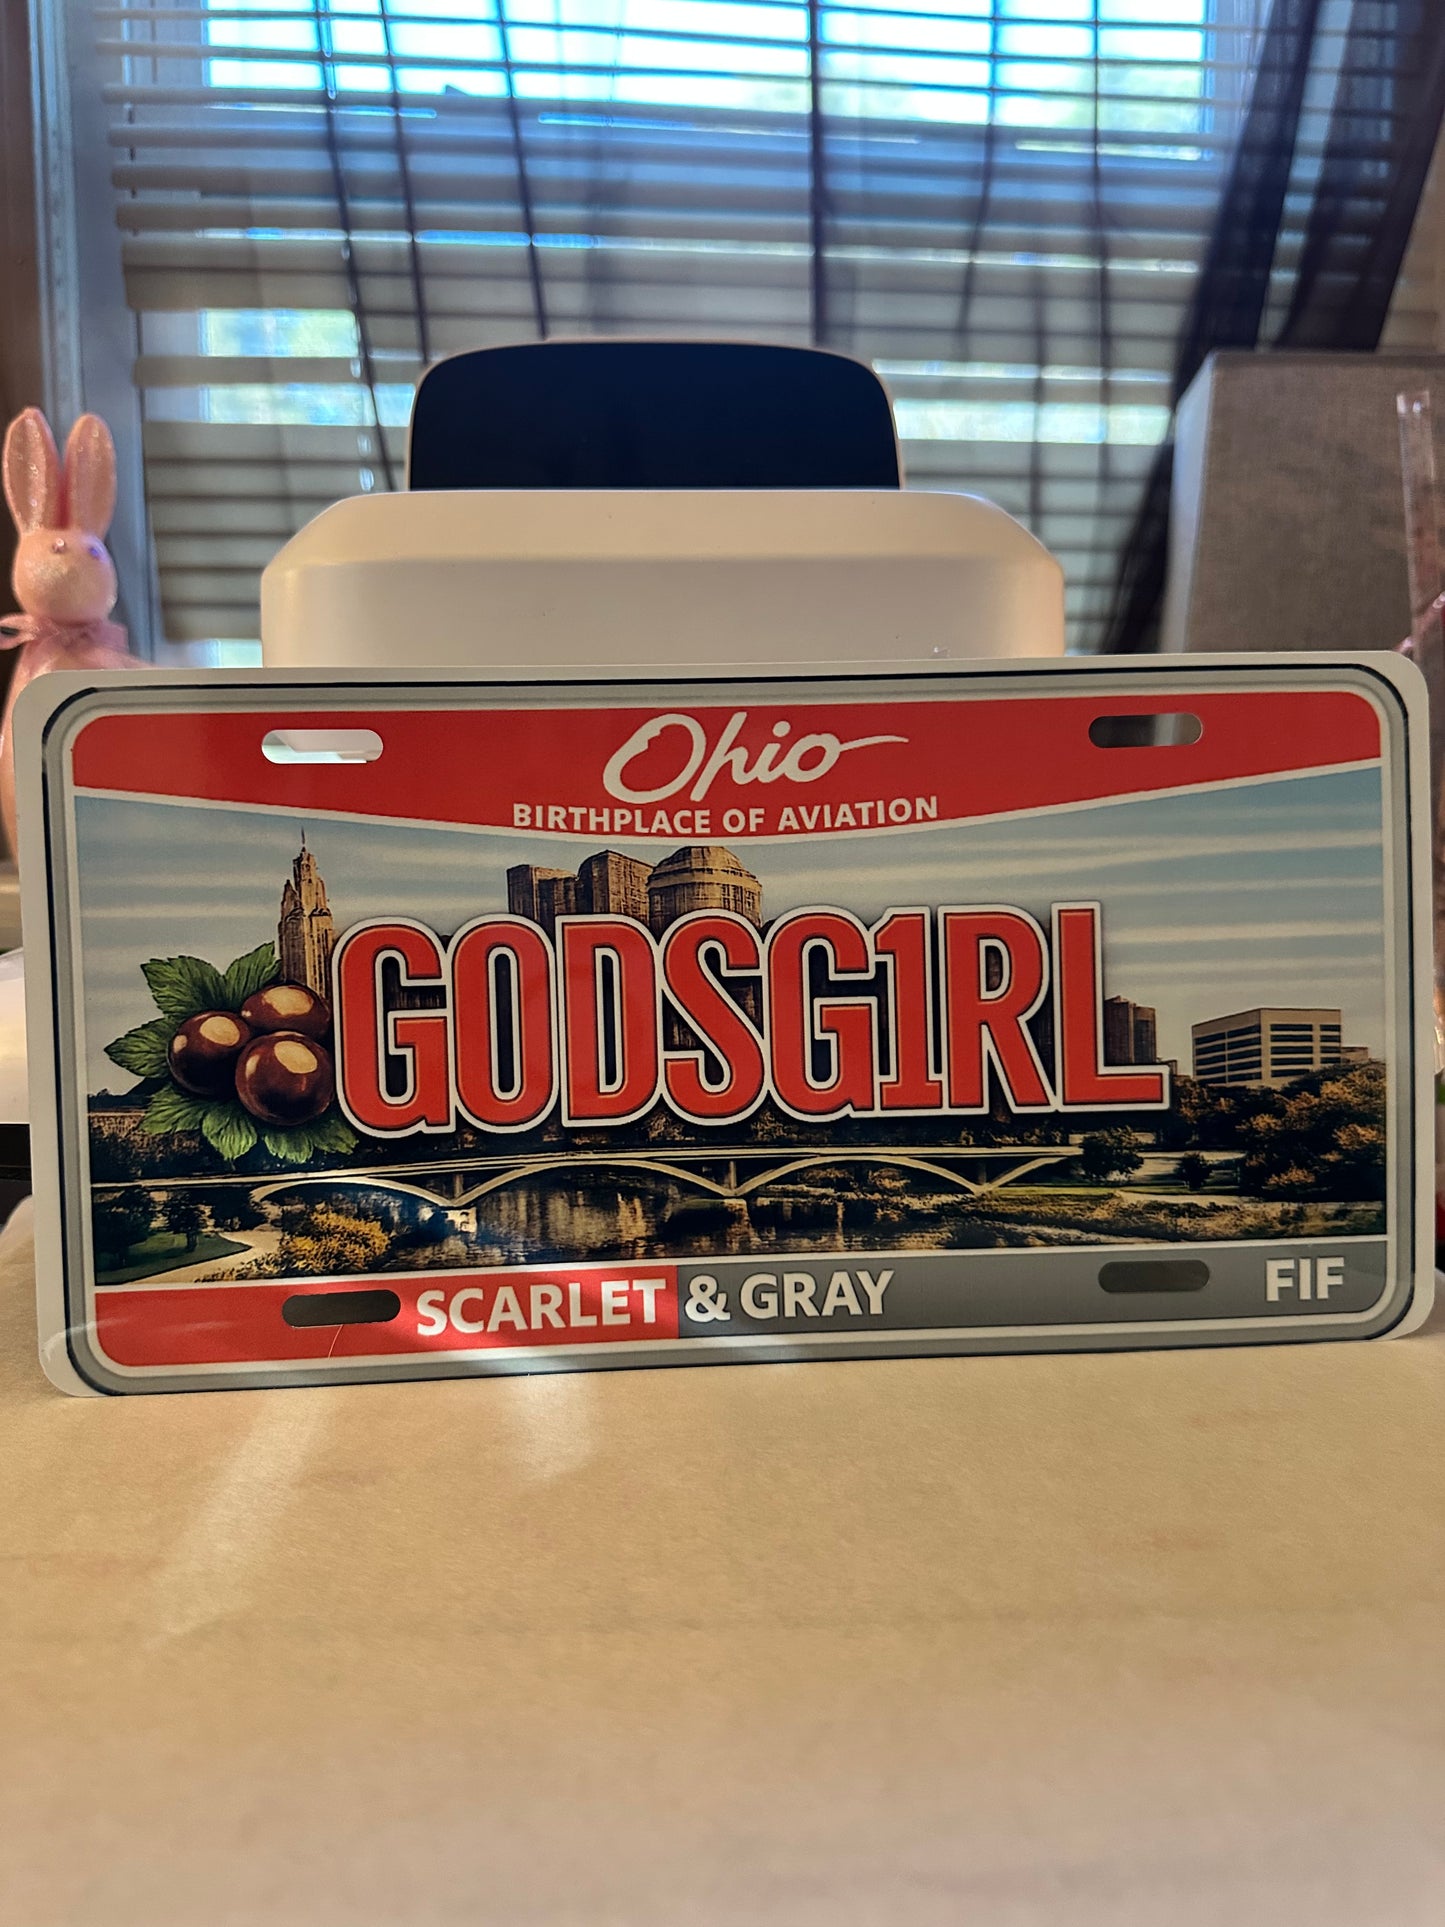 Ohio
BIRTHPLACE OF AVIATION
GODSG1RL
SCARLET & GRAY
FIF